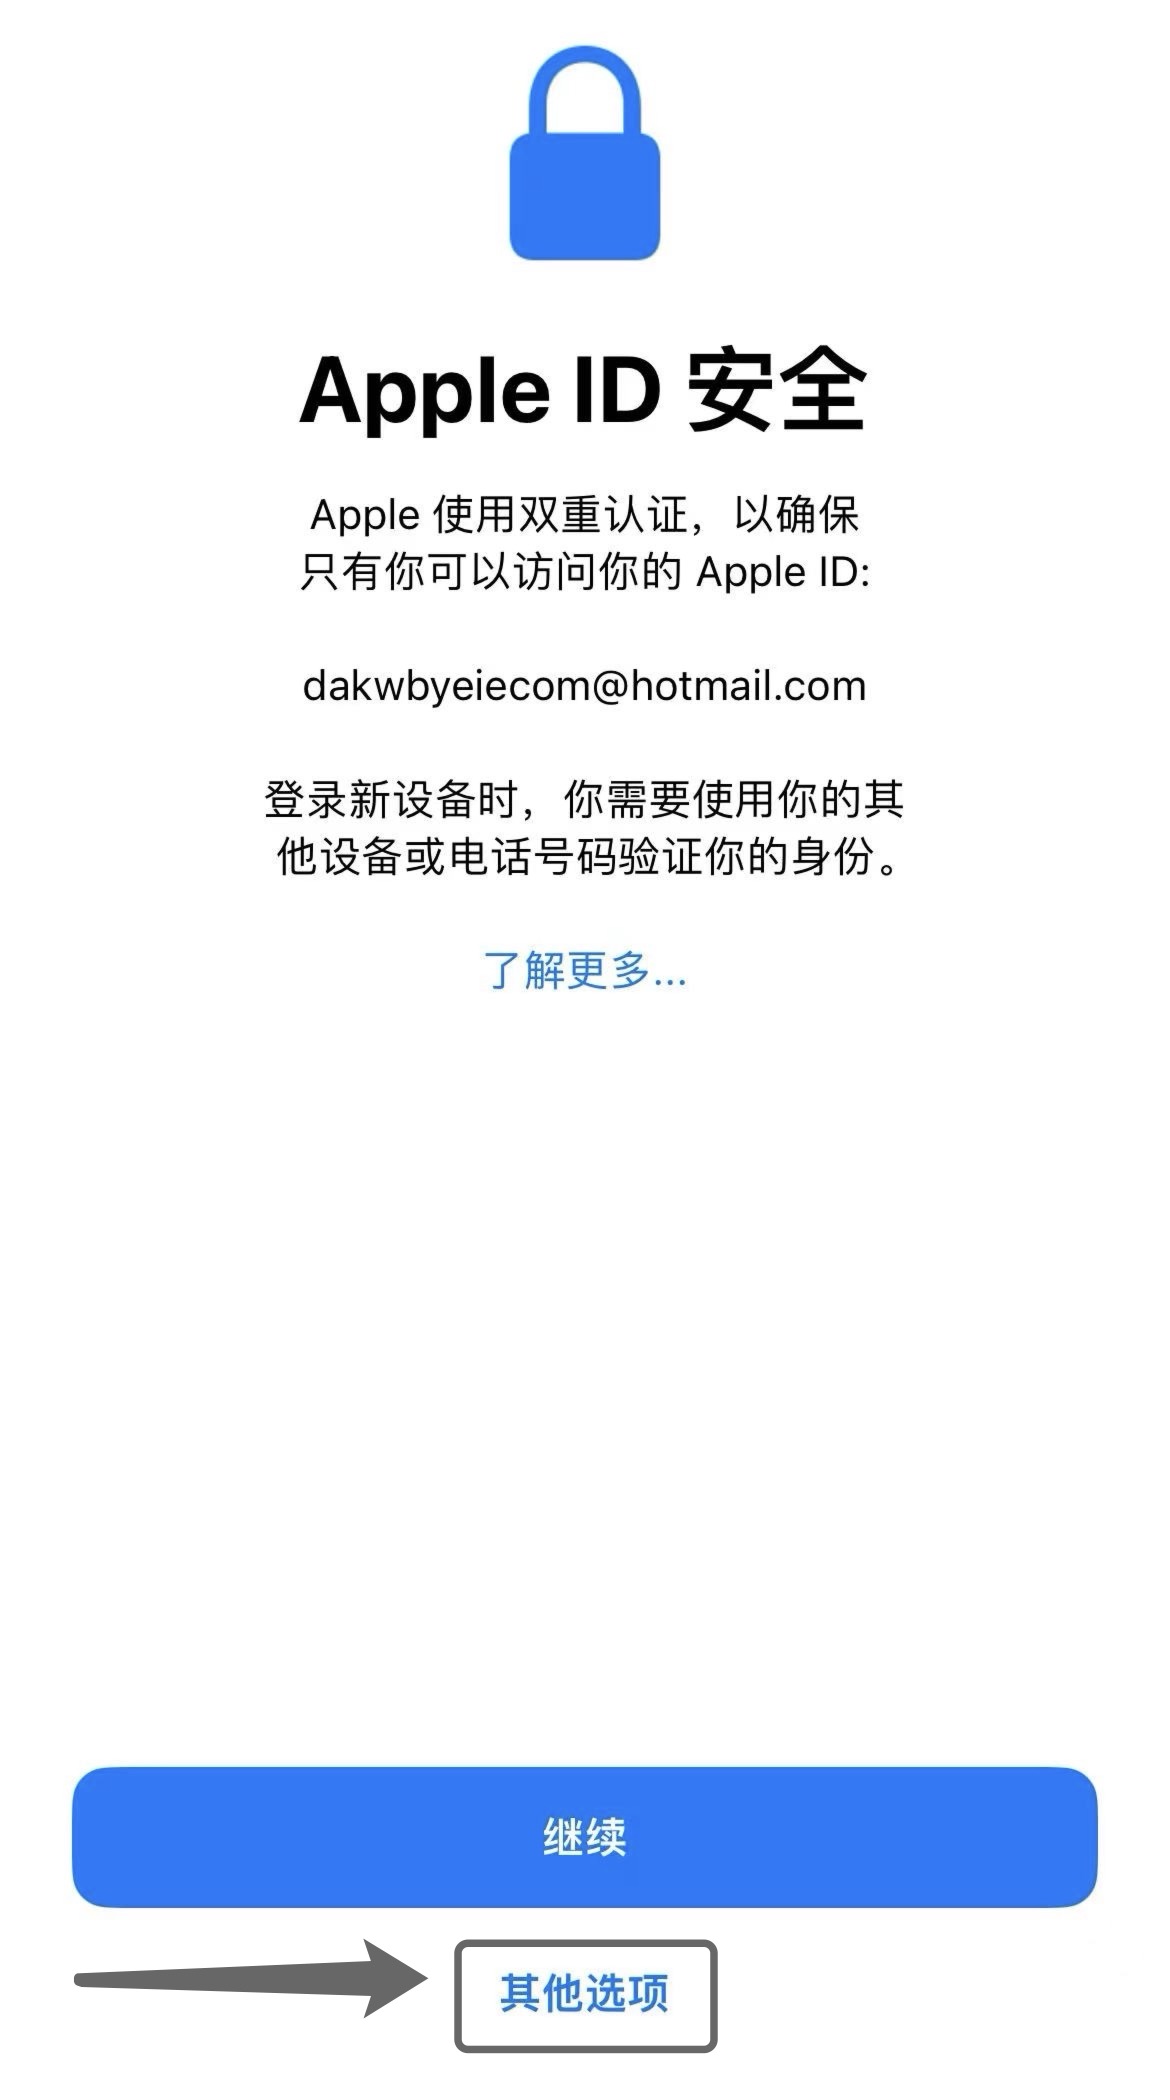 Apple ID 安全
Apple 使用双重认证，以确保
只有你可以访问你的 Apple ID:
dakwbyeiecom@hotmail.com
登录新设备时，你需要使用你的其
他设备或电话号码验证你的身份。
了解更多...
继续
其他选项